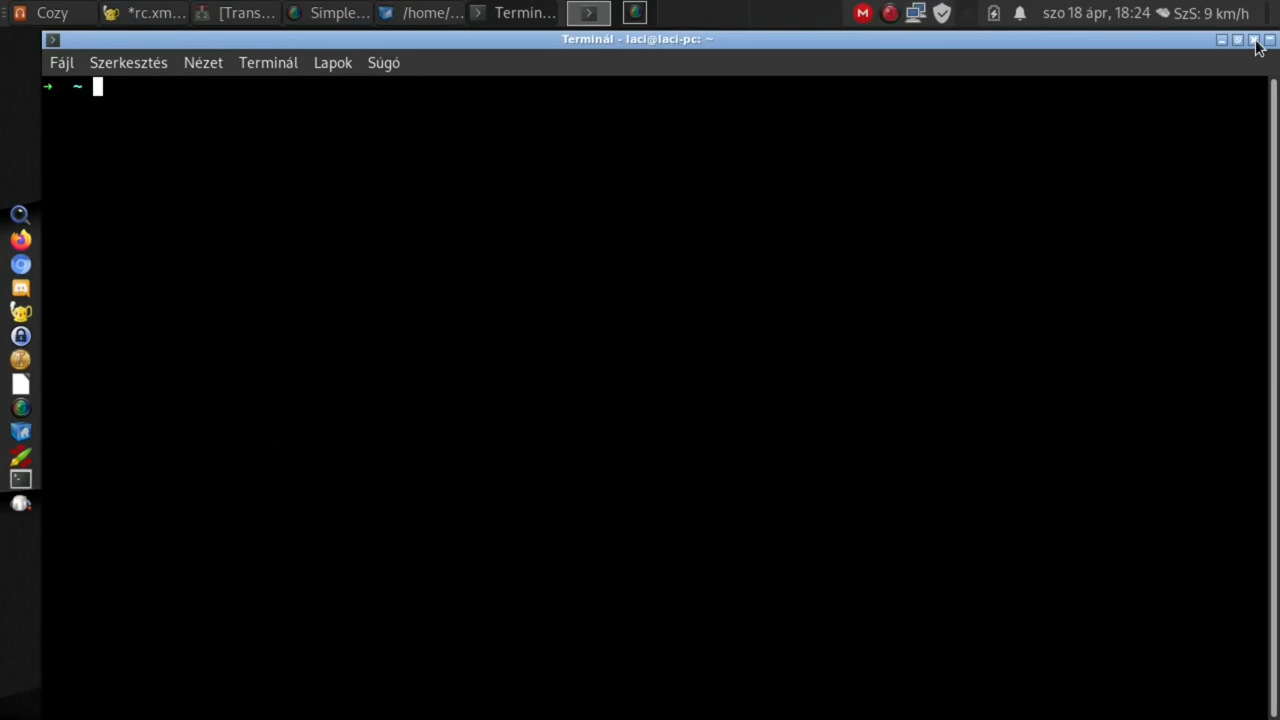 Cozy *rc.xm... [Trans... Simple... /home/... Termin... M szo 18 ápr, 18:24 SzS: 9 km/h
Terminál - laci@laci-pc: ~
Fájl Szerkesztés Nézet Terminál Lapok Súgó
➜ ~